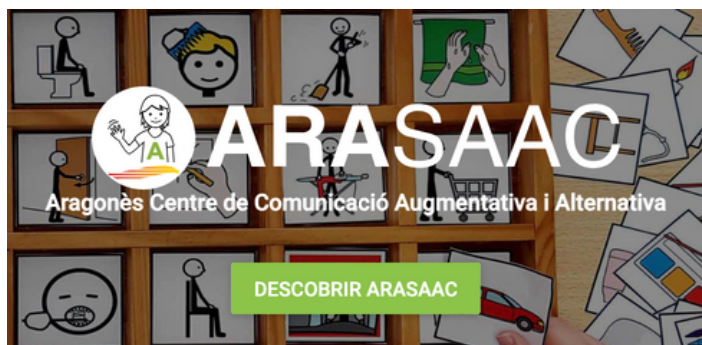 ARASAAC
Aragonès Centre de Comunicació Augmentativa i Alternativa
DESCOBRIR ARASAAC